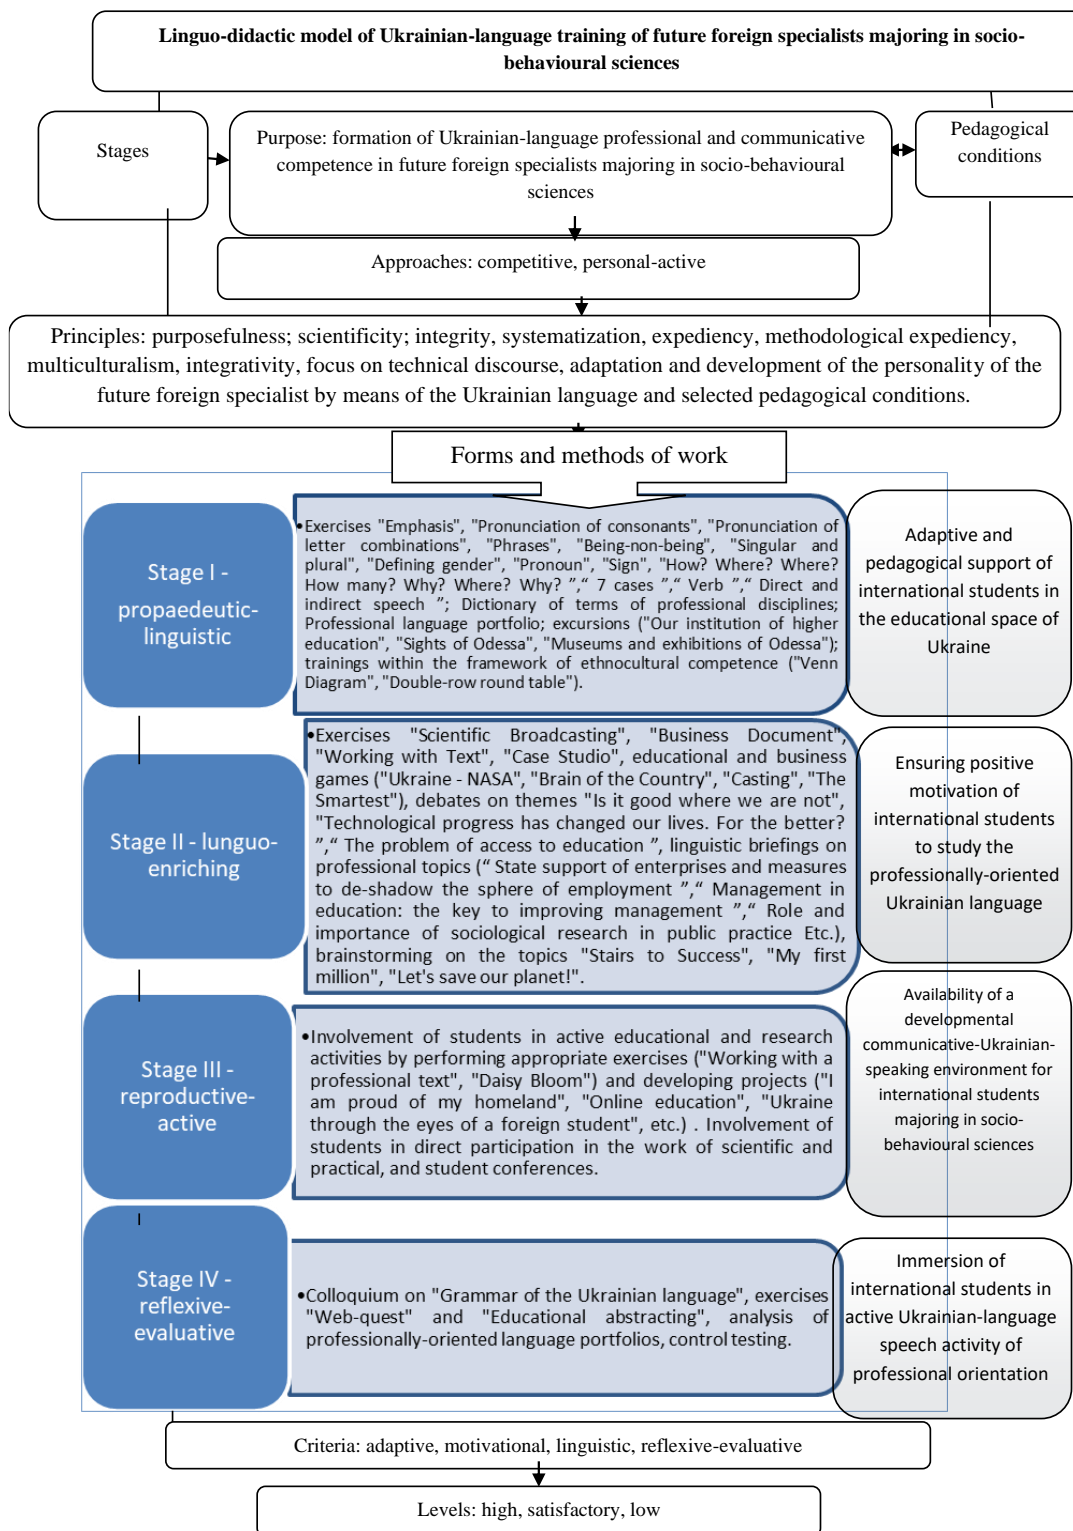 Linguo-didactic model of Ukrainian-language training of future foreign specialists majoring in socio-
behavioural sciences
Stages
Purpose: formation of Ukrainian-language professional and communicative
competence in future foreign specialists majoring in socio-behavioural
sciences
Pedagogical
conditions
Approaches: competitive, personal-active
Principles: purposefulness; scientificity; integrity, systematization, expediency, methodological expediency,
multiculturalism, integrativity, focus on technical discourse, adaptation and development of the personality of the
future foreign specialist by means of the Ukrainian language and selected pedagogical conditions.
Forms and methods of work
Stage I -
propaedeutic-
linguistic
•Exercises "Emphasis", "Pronunciation of consonants", "Pronunciation of
letter combinations", "Phrases", "Being-non-being", "Singular and
plural", "Defining gender", "Pronoun", "Sign", "How? Where? Where?
How many? Why? Where? Why? ”,“ 7 cases ”,“ Verb ”,“ Direct and
indirect speech ”; Dictionary of terms of professional disciplines;
Professional language portfolio; excursions ("Our institution of higher
education", "Sights of Odessa", "Museums and exhibitions of Odessa");
trainings within the framework of ethnocultural competence ("Venn
Diagram", "Double-row round table").
Adaptive and
pedagogical support of
international students in
the educational space of
Ukraine
Stage II - lunguo-
enriching
•Exercises "Scientific Broadcasting", "Business Document",
"Working with Text", "Case Studio", educational and business
games ("Ukraine - NASA", "Brain of the Country", "Casting", "The
Smartest"), debates on themes "Is it good where we are not",
"Technological progress has changed our lives. For the better?
”,“ The problem of access to education ”, linguistic briefings on
professional topics (“ State support of enterprises and measures
to de-shadow the sphere of employment ”,“ Management in
education: the key to improving management ”,“ Role and
importance of sociological research in public practice Etc.),
brainstorming on the topics "Stairs to Success", "My first
million", "Let's save our planet!".
Ensuring positive
motivation of
international students
to study the
professionally-oriented
Ukrainian language
Stage III -
reproductive-
active
•Involvement of students in active educational and research
activities by performing appropriate exercises ("Working with a
professional text", "Daisy Bloom") and developing projects ("I
am proud of my homeland", "Online education", "Ukraine
through the eyes of a foreign student", etc.) . Involvement of
students in direct participation in the work of scientific and
practical, and student conferences.
Availability of a
developmental
communicative-Ukrainian-
speaking environment for
international students
majoring in socio-
behavioural sciences
Stage IV -
reflexive-
evaluative
•Colloquium on "Grammar of the Ukrainian language", exercises
"Web-quest" and "Educational abstracting", analysis of
professionally-oriented language portfolios, control testing.
Immersion of
international students in
active Ukrainian-language
speech activity of
professional orientation
Criteria: adaptive, motivational, linguistic, reflexive-evaluative
Levels: high, satisfactory, low